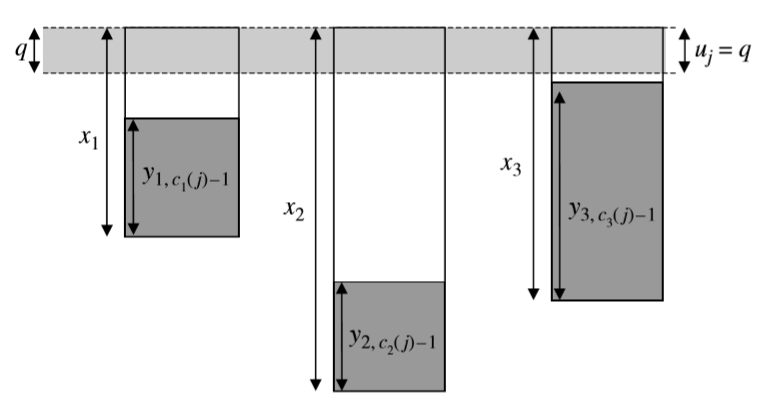 q
u_j = q
x_1
y_{1, c_1(j)−1}
x_3
x_2
y_{3, c_3(j)−1}
y_{2, c_2(j)−1}